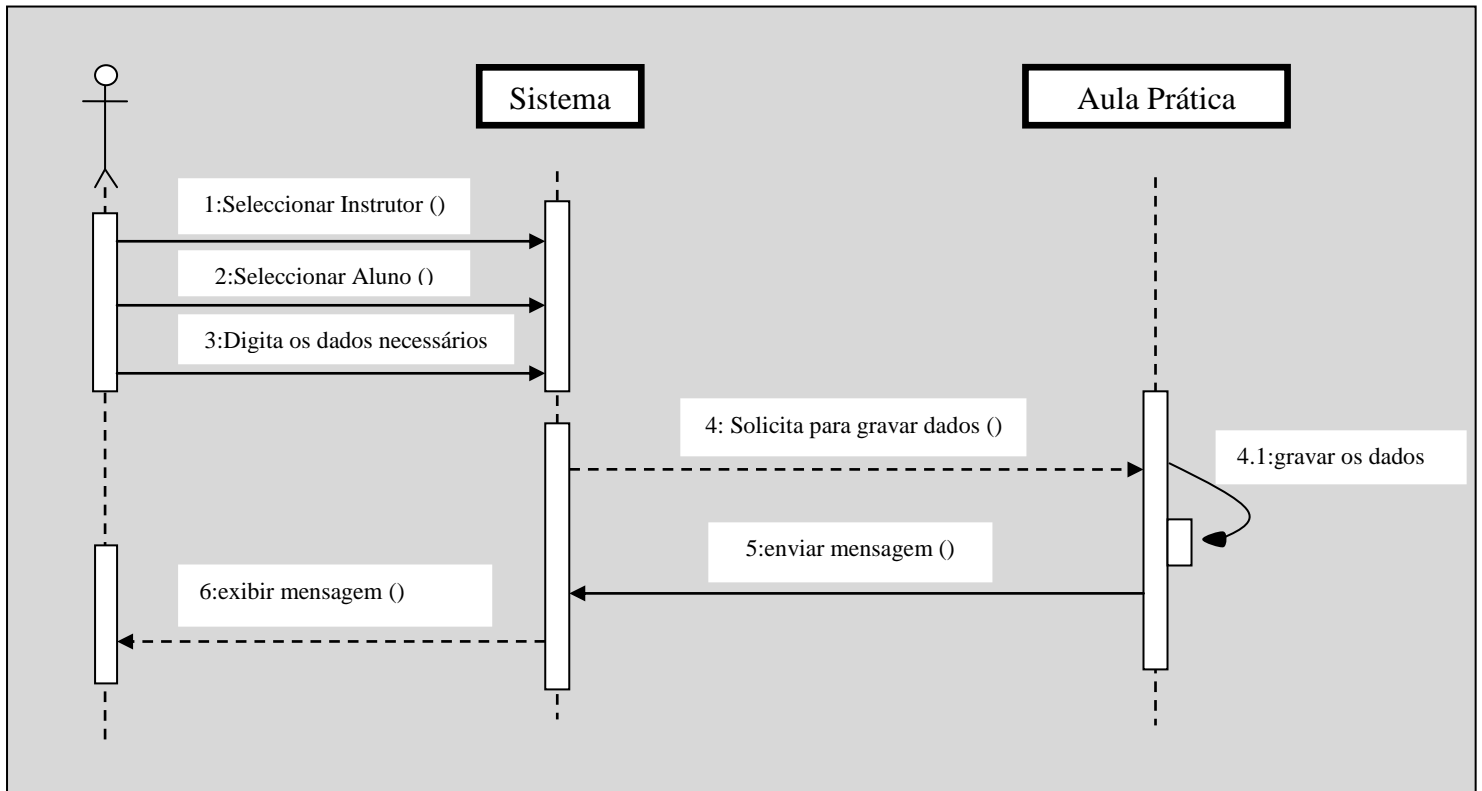 Sistema
Aula Prática
1:Seleccionar Instrutor ()
2:Seleccionar Aluno ()
3:Digita os dados necessários
4: Solicita para gravar dados ()
4.1:gravar os dados
5:enviar mensagem ()
6:exibir mensagem ()